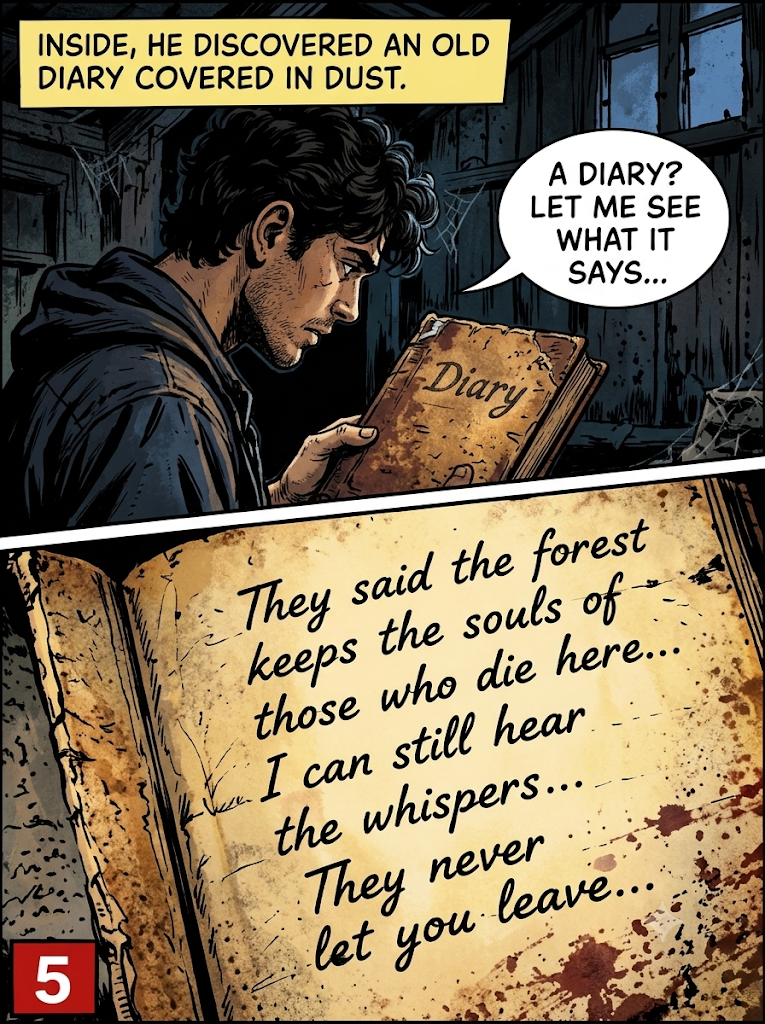 INSIDE, HE DISCOVERED AN OLD
DIARY COVERED IN DUST.
A DIARY?
LET ME SEE
WHAT IT
SAYS...
Diary
They said the forest
keeps the souls of
those who die here...
I can still hear
the whispers...
They never
let you leave...
5